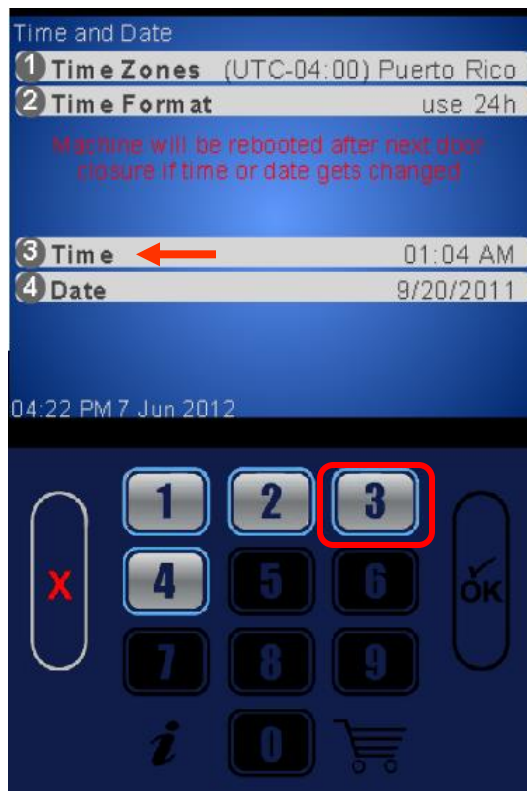 Time and Date
1 Time Zones (UTC-04:00) Puerto Rico
2 Time Format use 24h
Machine will be rebooted after next door
closure if time or date gets changed
3 Time 01:04 AM
4 Date 9/20/2011
04:22 PM 7 Jun 2012
1 2 3
X 4 5 6 OK
7 8 9
i 0